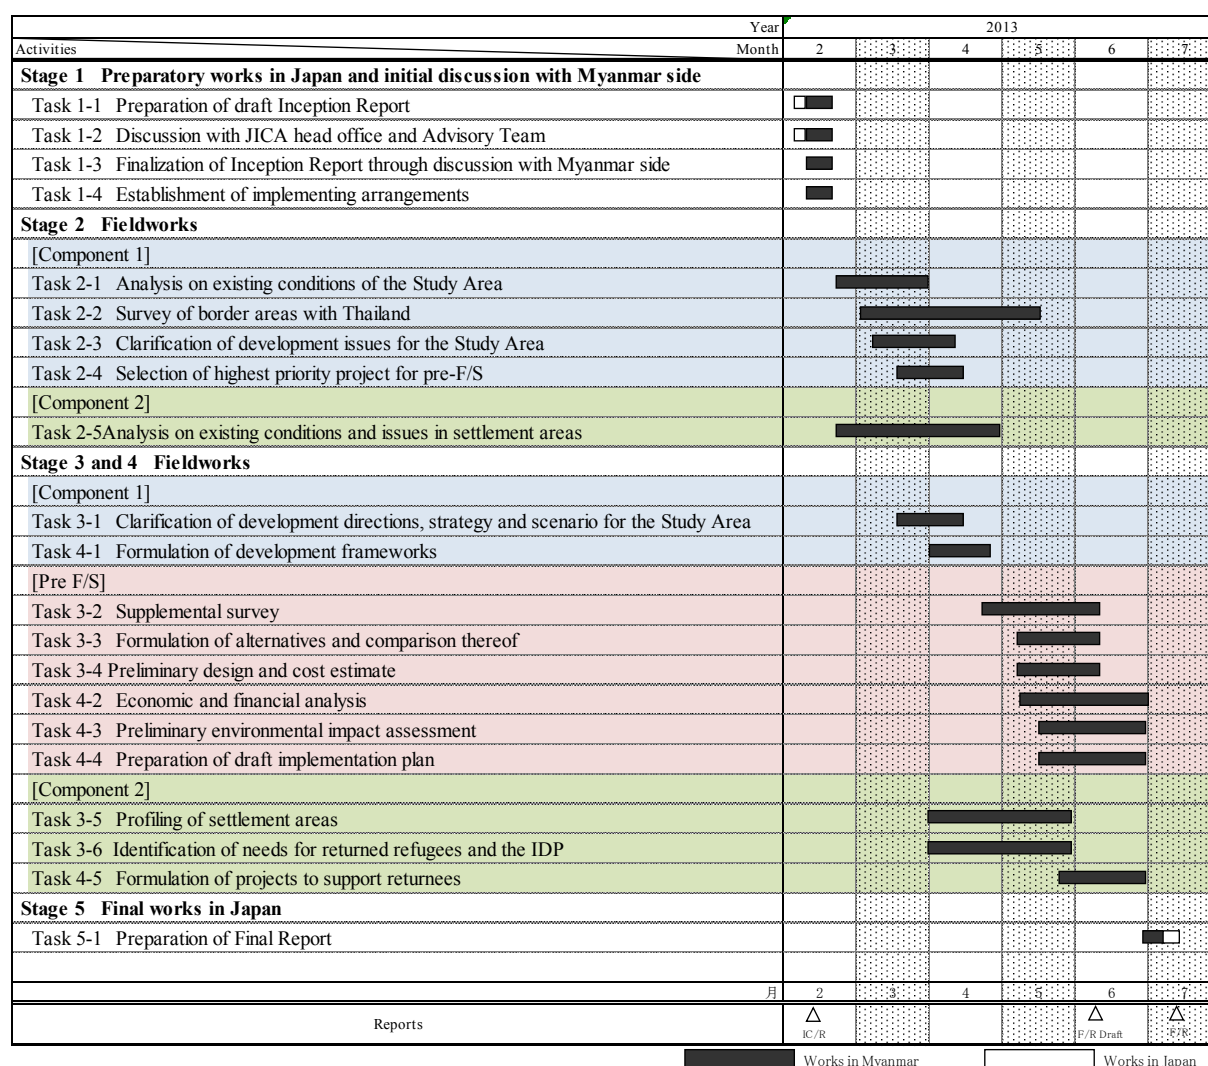 Year 2013
Activities Month 2 3 4 5 6 7
Stage 1 Preparatory works in Japan and initial discussion with Myanmar side
Task 1-1 Preparation of draft Inception Report
Task 1-2 Discussion with JICA head office and Advisory Team
Task 1-3 Finalization of Inception Report through discussion with Myanmar side
Task 1-4 Establishment of implementing arrangements
Stage 2 Fieldworks
[Component 1]
Task 2-1 Analysis on existing conditions of the Study Area
Task 2-2 Survey of border areas with Thailand
Task 2-3 Clarification of development issues for the Study Area
Task 2-4 Selection of highest priority project for pre-F/S
[Component 2]
Task 2-5Analysis on existing conditions and issues in settlement areas
Stage 3 and 4 Fieldworks
[Component 1]
Task 3-1 Clarification of development directions, strategy and scenario for the Study Area
Task 4-1 Formulation of development frameworks
[Pre F/S]
Task 3-2 Supplemental survey
Task 3-3 Formulation of alternatives and comparison thereof
Task 3-4 Preliminary design and cost estimate
Task 4-2 Economic and financial analysis
Task 4-3 Preliminary environmental impact assessment
Task 4-4 Preparation of draft implementation plan
[Component 2]
Task 3-5 Profiling of settlement areas
Task 3-6 Identification of needs for returned refugees and the IDP
Task 4-5 Formulation of projects to support returnees
Stage 5 Final works in Japan
Task 5-1 Preparation of Final Report
月 2 3 4 5 6 7
Reports
IC/R F/R Draft F/R
Works in Myanmar Works in Japan